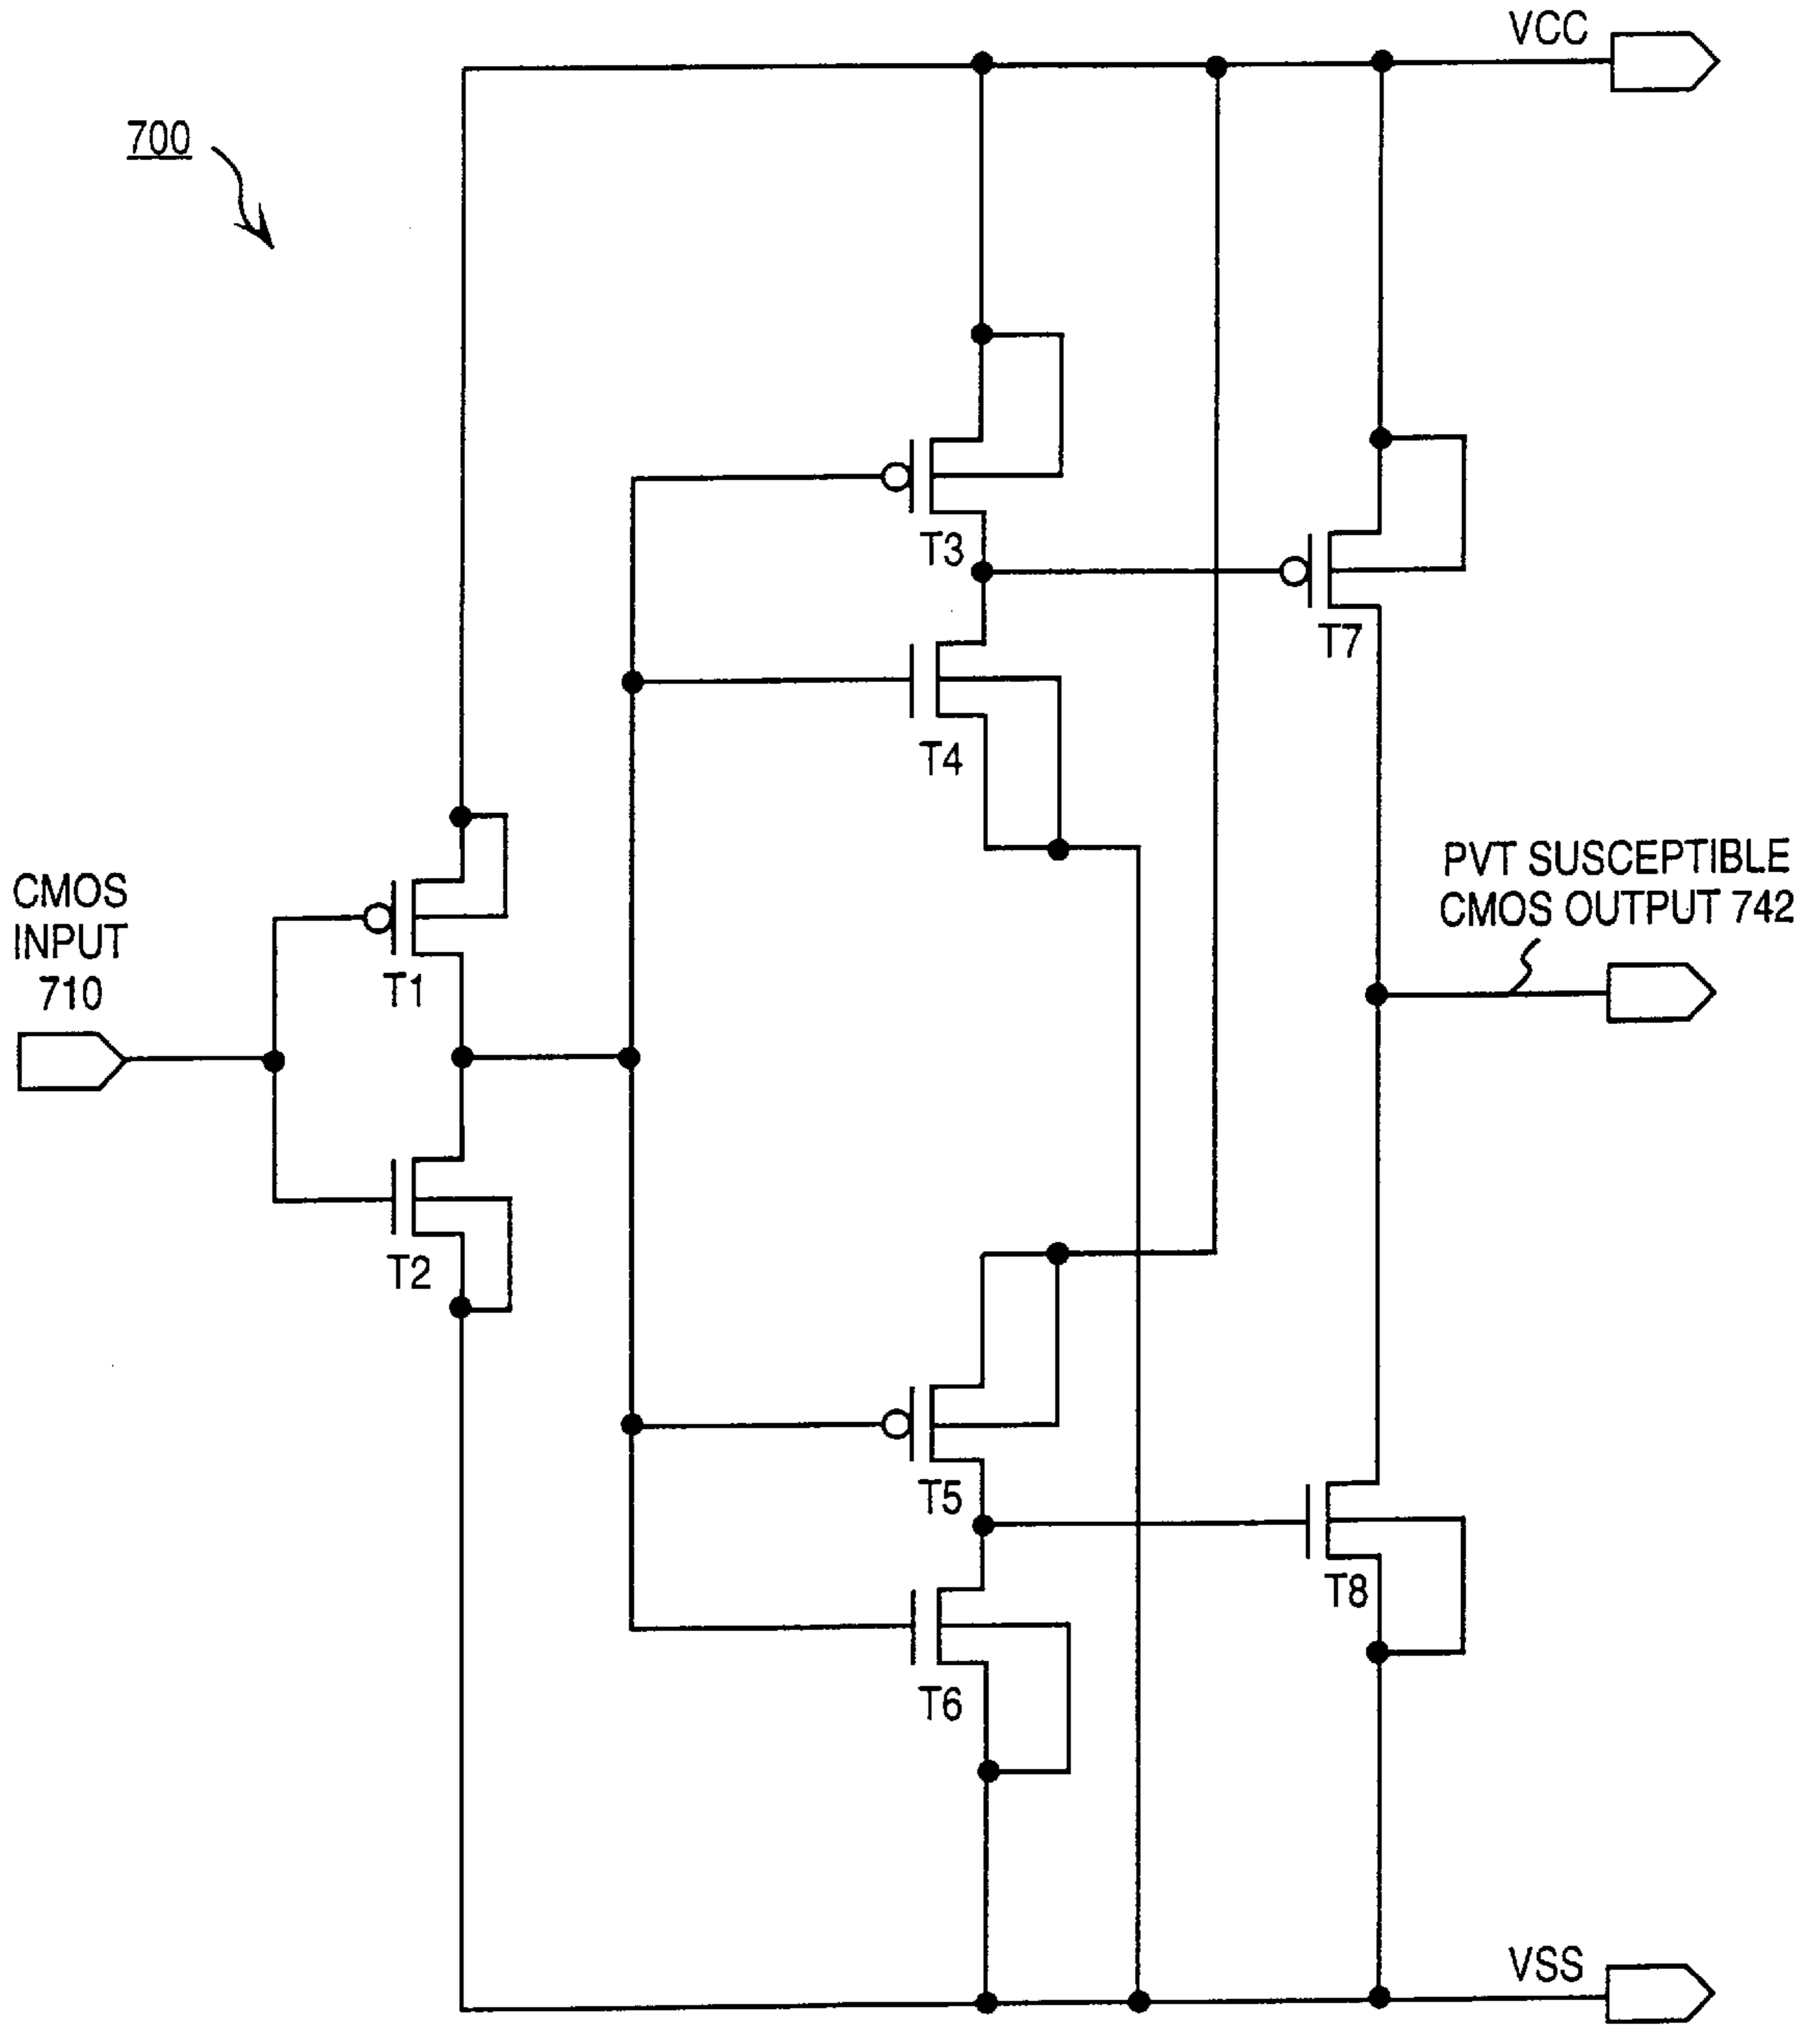 VCC
700
T3
T7
T4
PVT SUSCEPTIBLE
CMOS OUTPUT 742
CMOS
INPUT
710
T1
T2
T5
T8
T6
VSS